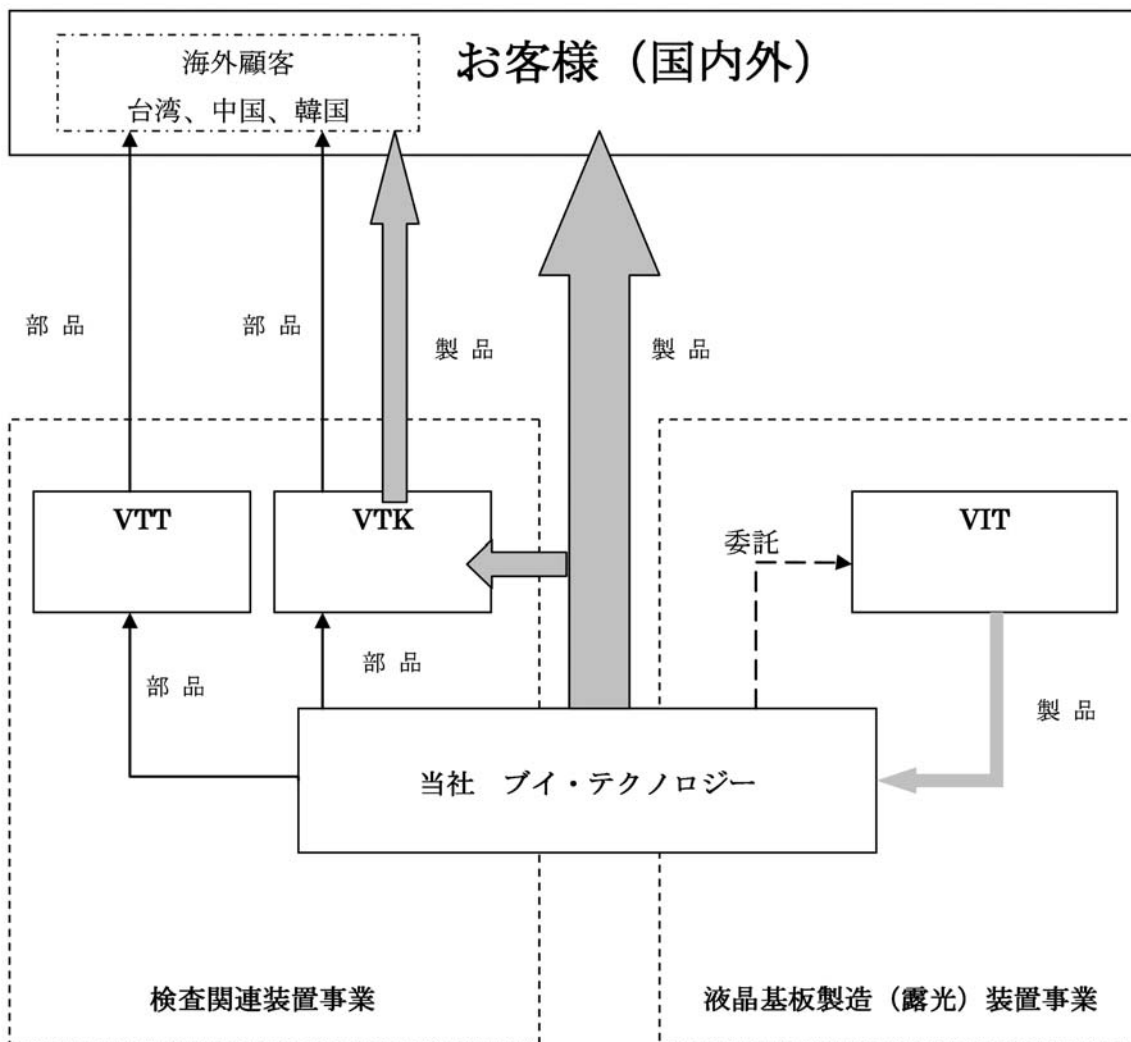 お客様（国内外）
海外顧客
台湾、中国、韓国
部 品
部 品
製 品
製 品
VTT
VTK
VIT
委託
部 品
部 品
製 品
当社　ブイ・テクノロジー
検査関連装置事業
液晶基板製造（露光）装置事業